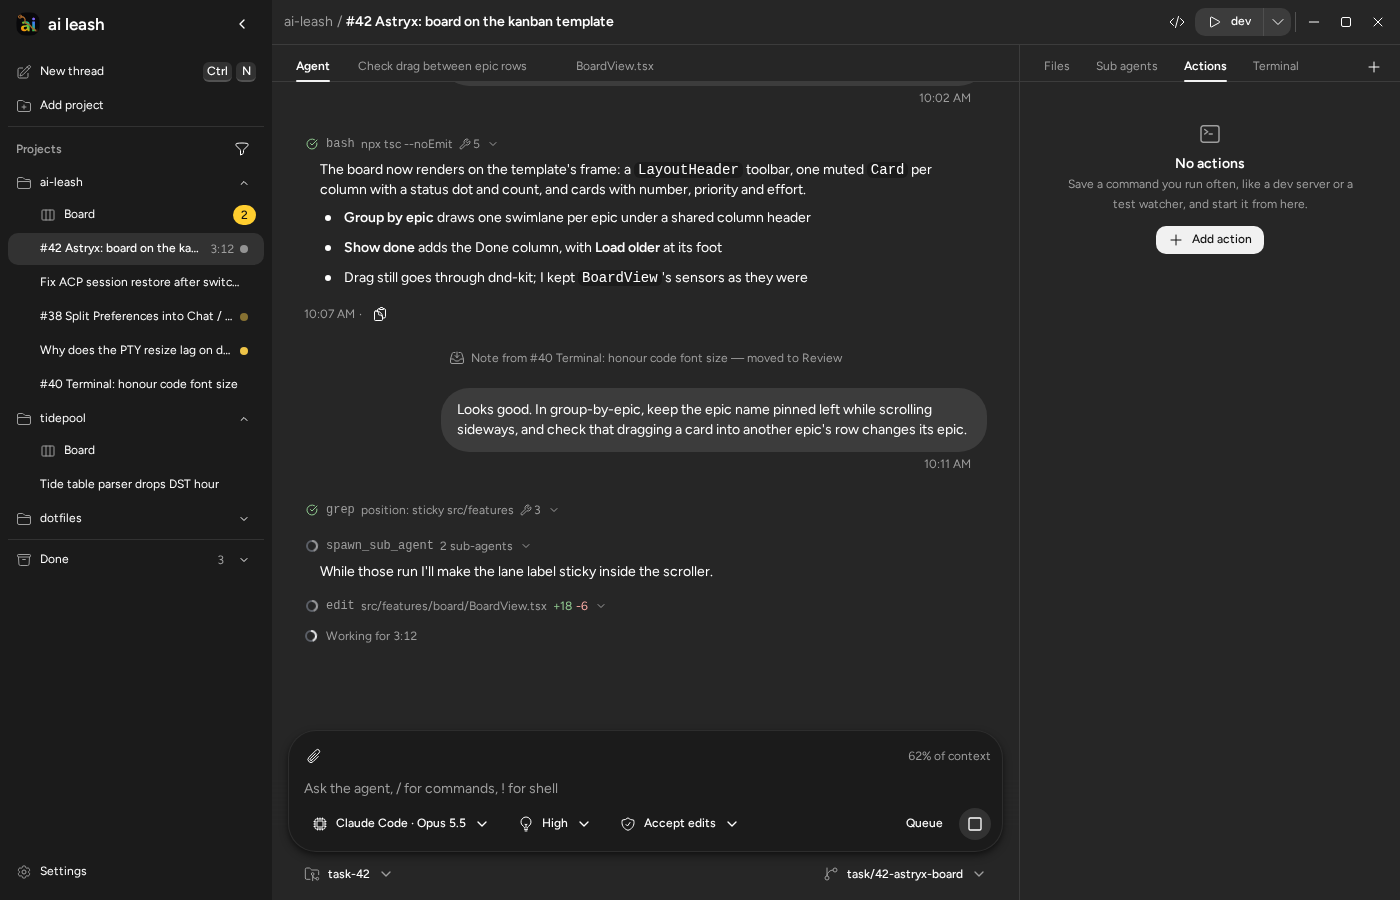 ai leash
New thread Ctrl N
Add project
Projects
ai-leash
Board 2
#42 Astryx: board on the ka... 3:12
Fix ACP session restore after switc...
#38 Split Preferences into Chat / ...
Why does the PTY resize lag on d...
#40 Terminal: honour code font size
tidepool
Board
Tide table parser drops DST hour
dotfiles
Done 3
Settings
ai-leash / #42 Astryx: board on the kanban template
dev
Agent Check drag between epic rows BoardView.tsx
10:02 AM
bash npx tsc --noEmit 5
The board now renders on the template's frame: a LayoutHeader toolbar, one muted Card per
column with a status dot and count, and cards with number, priority and effort.
• Group by epic draws one swimlane per epic under a shared column header
• Show done adds the Done column, with Load older at its foot
• Drag still goes through dnd-kit; I kept BoardView's sensors as they were
10:07 AM ·
Note from #40 Terminal: honour code font size — moved to Review
Looks good. In group-by-epic, keep the epic name pinned left while scrolling
sideways, and check that dragging a card into another epic's row changes its epic.
10:11 AM
grep position: sticky src/features 3
spawn_sub_agent 2 sub-agents
While those run I'll make the lane label sticky inside the scroller.
edit src/features/board/BoardView.tsx +18 -6
Working for 3:12
62% of context
Ask the agent, / for commands, ! for shell
Claude Code · Opus 5.5 High Accept edits Queue
task-42 task/42-astryx-board
Files Sub agents Actions Terminal
No actions
Save a command you run often, like a dev server or a
test watcher, and start it from here.
Add action